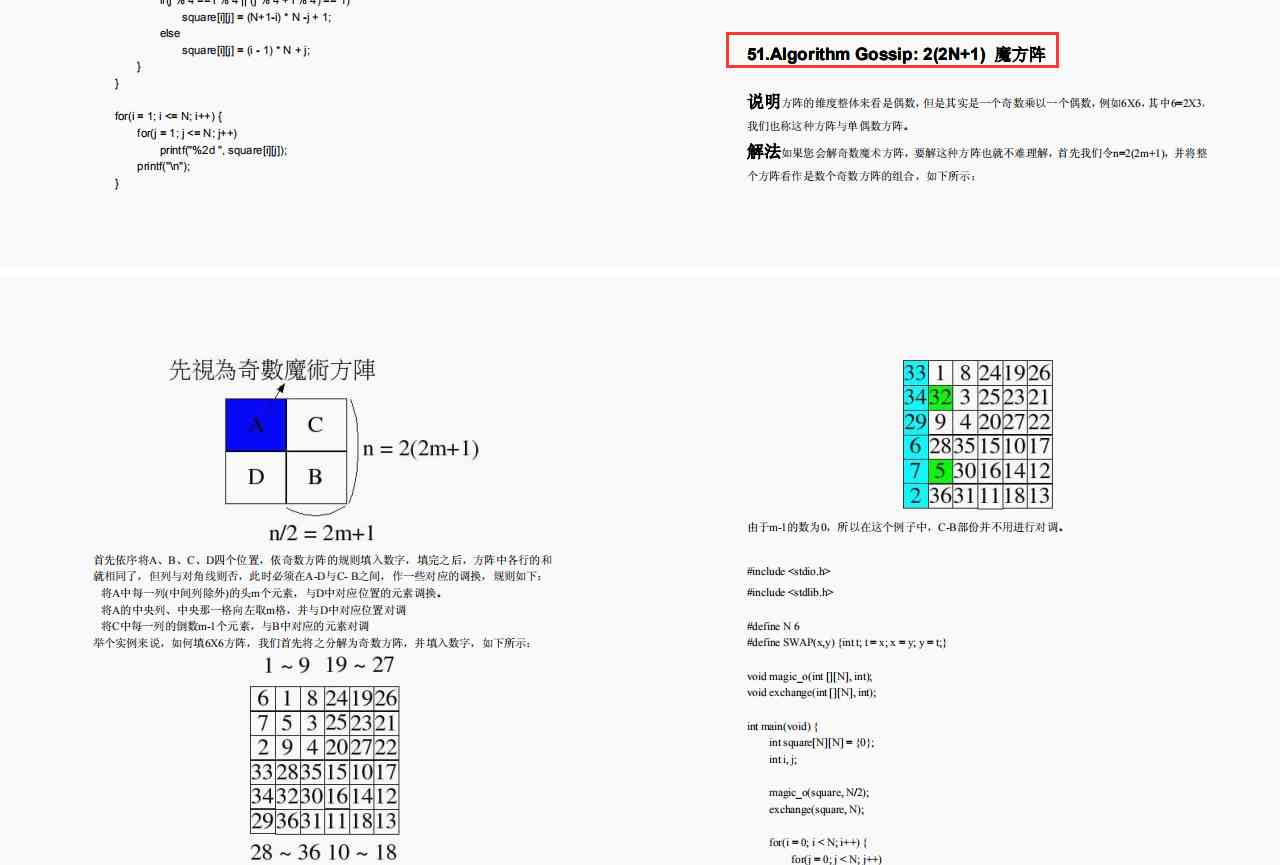 if(j % 4 == i % 4 || (j % 4 + i % 4) == 1)
square[i][j] = (N+1-i) * N -j + 1;
else
square[i][j] = (i - 1) * N + j;
}
}
for(i = 1; i <= N; i++) {
for(j = 1; j <= N; j++)
printf("%2d ", square[i][j]);
printf("\n");
}
51.Algorithm Gossip: 2(2N+1) 魔方阵
说明方阵的维度整体来看是偶数，但是其实是一个奇数乘以一个偶数，例如6X6，其中6=2X3，
我们也称这种方阵与单偶数方阵。
解法如果您会解奇数魔术方阵，要解这种方阵也就不难理解，首先我们令n=2(2m+1)，并将整
个方阵看作是数个奇数方阵的组合，如下所示：
先視為奇數魔術方陣
A C
D B
n = 2(2m+1)
n/2 = 2m+1
首先依序将A、B、C、D四个位置，依奇数方阵的规则填入数字，填完之后，方阵中各行的和
就相同了，但列与对角线则否，此时必须在A-D与C- B之间，作一些对应的调换，规则如下：
将A中每一列(中间列除外)的头m个元素，与D中对应位置的元素调换。
将A的中央列、中央那一格向左取m格，并与D中对应位置对调
将C中每一列的倒数m-1个元素，与B中对应的元素对调
举个实例来说，如何填6X6方阵，我们首先将之分解为奇数方阵，并填入数字，如下所示：
1 ~ 9 19 ~ 27
6 1 8 24 19 26
7 5 3 25 23 21
2 9 4 20 27 22
33 28 35 15 10 17
34 32 30 16 14 12
29 36 31 11 18 13
28 ~ 36 10 ~ 18
33 1 8 24 19 26
34 32 3 25 23 21
29 9 4 20 27 22
6 28 35 15 10 17
7 5 30 16 14 12
2 36 31 11 18 13
由于m-1的数为0，所以在这个例子中，C-B部份并不用进行对调。
#include <stdio.h>
#include <stdlib.h>
#define N 6
#define SWAP(x,y) {int t; t = x; x = y; y = t;}
void magic_o(int [][N], int);
void exchange(int [][N], int);
int main(void) {
int square[N][N] = {0};
int i, j;
magic_o(square, N/2);
exchange(square, N);
for(i = 0; i < N; i++) {
for(j = 0; j < N; j++)